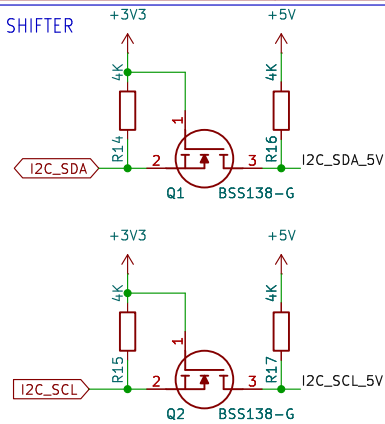 SHIFTER
+3V3
+5V
4K
4K
1
R14
R16
I2C_SDA
2
3
I2C_SDA_5V
Q1
BSS138-G
+3V3
+5V
4K
4K
1
R15
R17
I2C_SCL
2
3
I2C_SCL_5V
Q2
BSS138-G